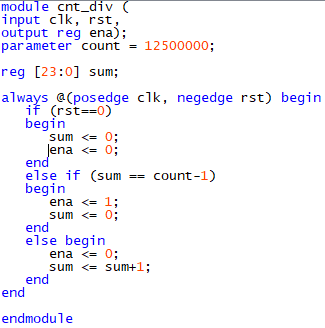 module cnt_div (
input clk, rst,
output reg ena);
parameter count = 12500000;

reg [23:0] sum;

always @(posedge clk, negedge rst) begin
   if (rst==0)
   begin
      sum <= 0;
      ena <= 0;
   end
   else if (sum == count-1)
   begin
      ena <= 1;
      sum <= 0;
   end
   else begin
      ena <= 0;
      sum <= sum+1;
   end
end

endmodule